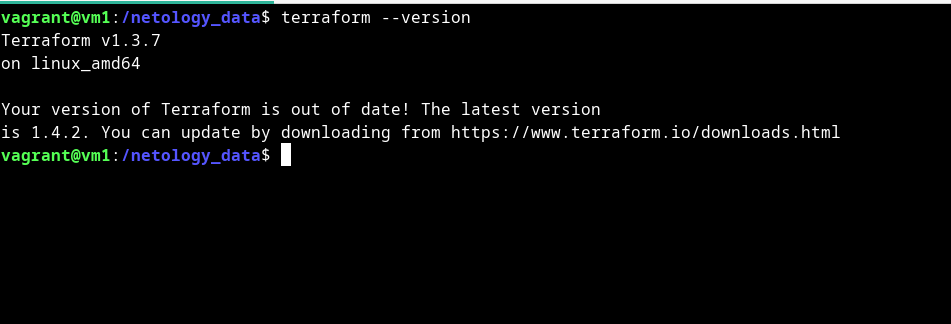 vagrant@vm1:/netology_data$ terraform --version
Terraform v1.3.7
on linux_amd64
Your version of Terraform is out of date! The latest version
is 1.4.2. You can update by downloading from https://www.terraform.io/downloads.html
vagrant@vm1:/netology_data$